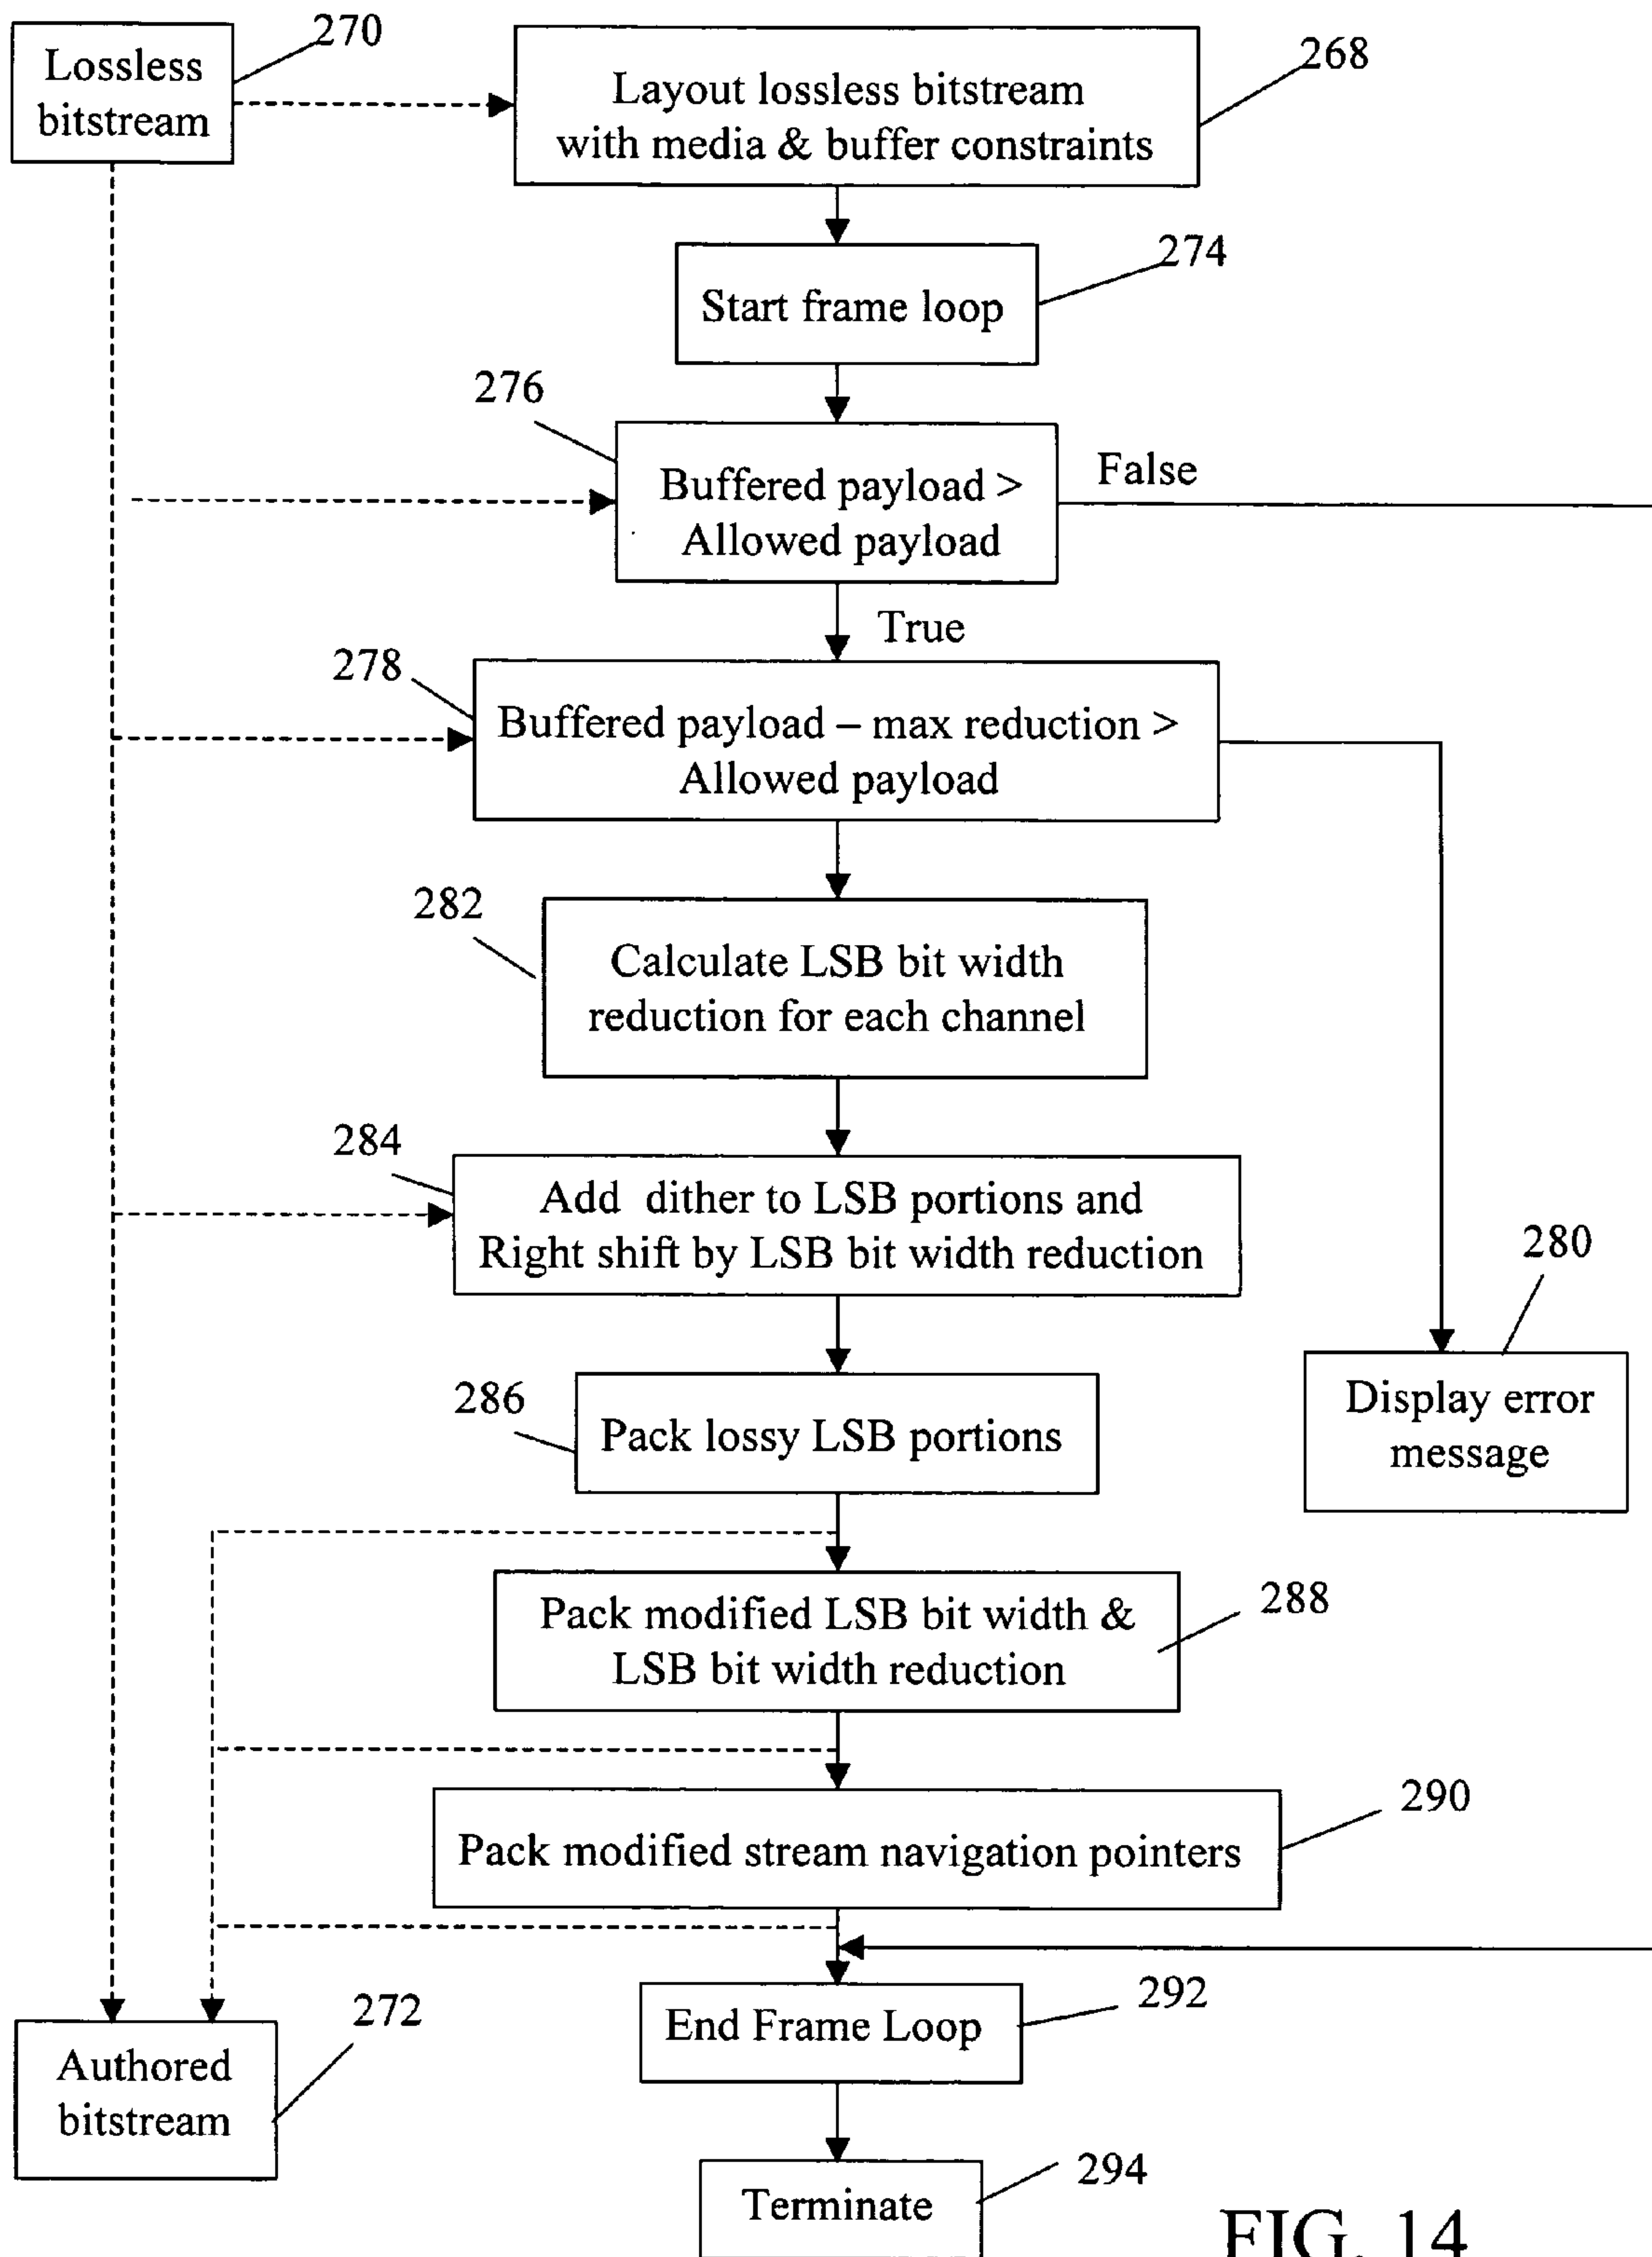 270
Lossless
bitstream
268
Layout lossless bitstream
with media & buffer constraints
274
Start frame loop
276
Buffered payload >
Allowed payload
False
True
278
Buffered payload – max reduction >
Allowed payload
282
Calculate LSB bit width
reduction for each channel
284
Add dither to LSB portions and
Right shift by LSB bit width reduction
280
Display error
message
286
Pack lossy LSB portions
288
Pack modified LSB bit width &
LSB bit width reduction
290
Pack modified stream navigation pointers
292
End Frame Loop
272
Authored
bitstream
294
Terminate
FIG. 14